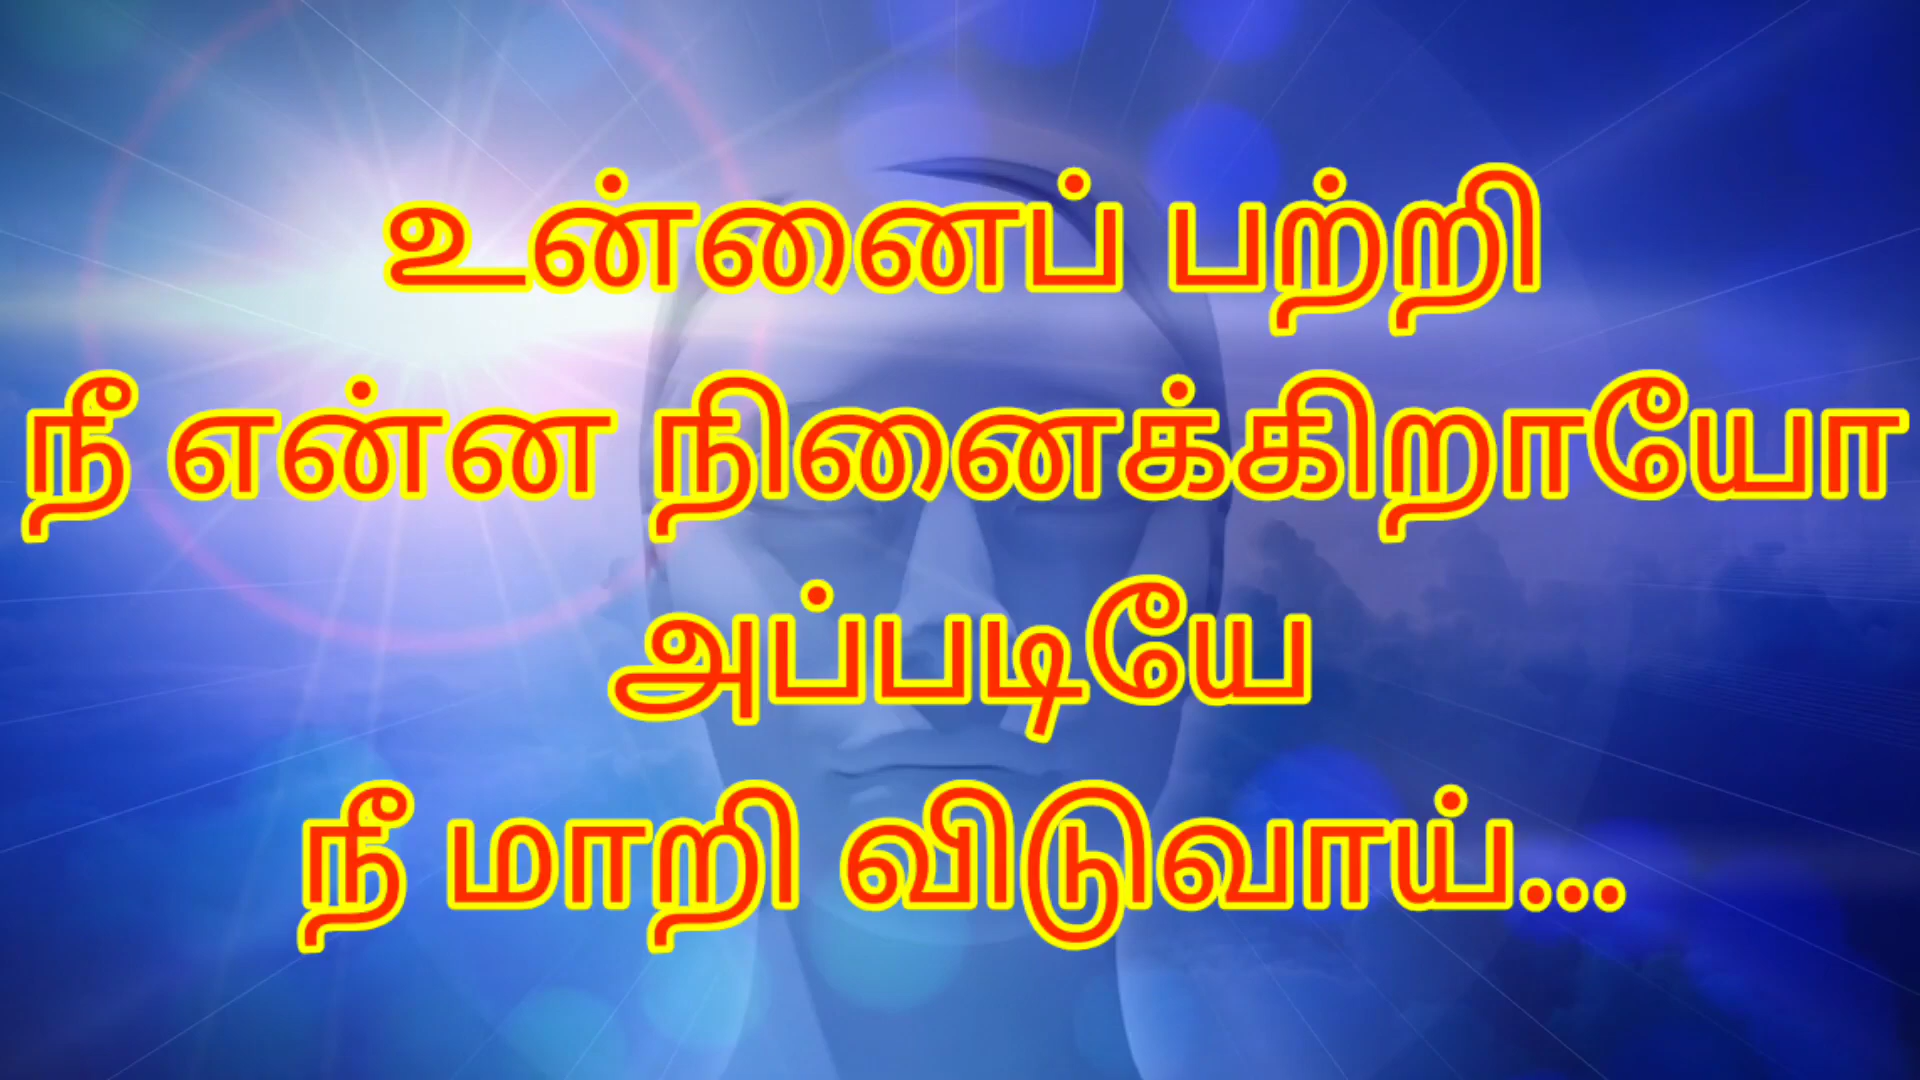 உன்னைப் பற்றி
நீ என்ன நினைக்கிறாயோ
அப்படியே
நீ மாறி விடுவாய்...